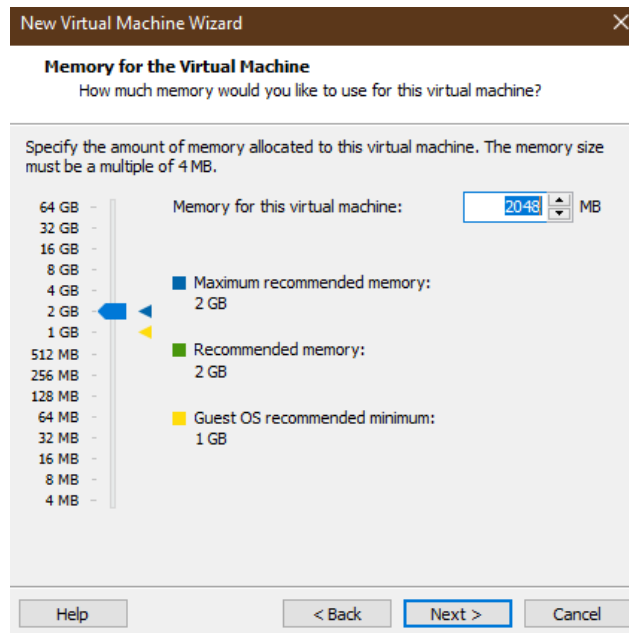 New Virtual Machine Wizard
Memory for the Virtual Machine
How much memory would you like to use for this virtual machine?
Specify the amount of memory allocated to this virtual machine. The memory size
must be a multiple of 4 MB.
64 GB
32 GB
16 GB
8 GB
4 GB
2 GB
1 GB
512 MB
256 MB
128 MB
64 MB
32 MB
16 MB
8 MB
4 MB
Memory for this virtual machine: 2048 MB
Maximum recommended memory:
2 GB
Recommended memory:
2 GB
Guest OS recommended minimum:
1 GB
Help < Back Next > Cancel